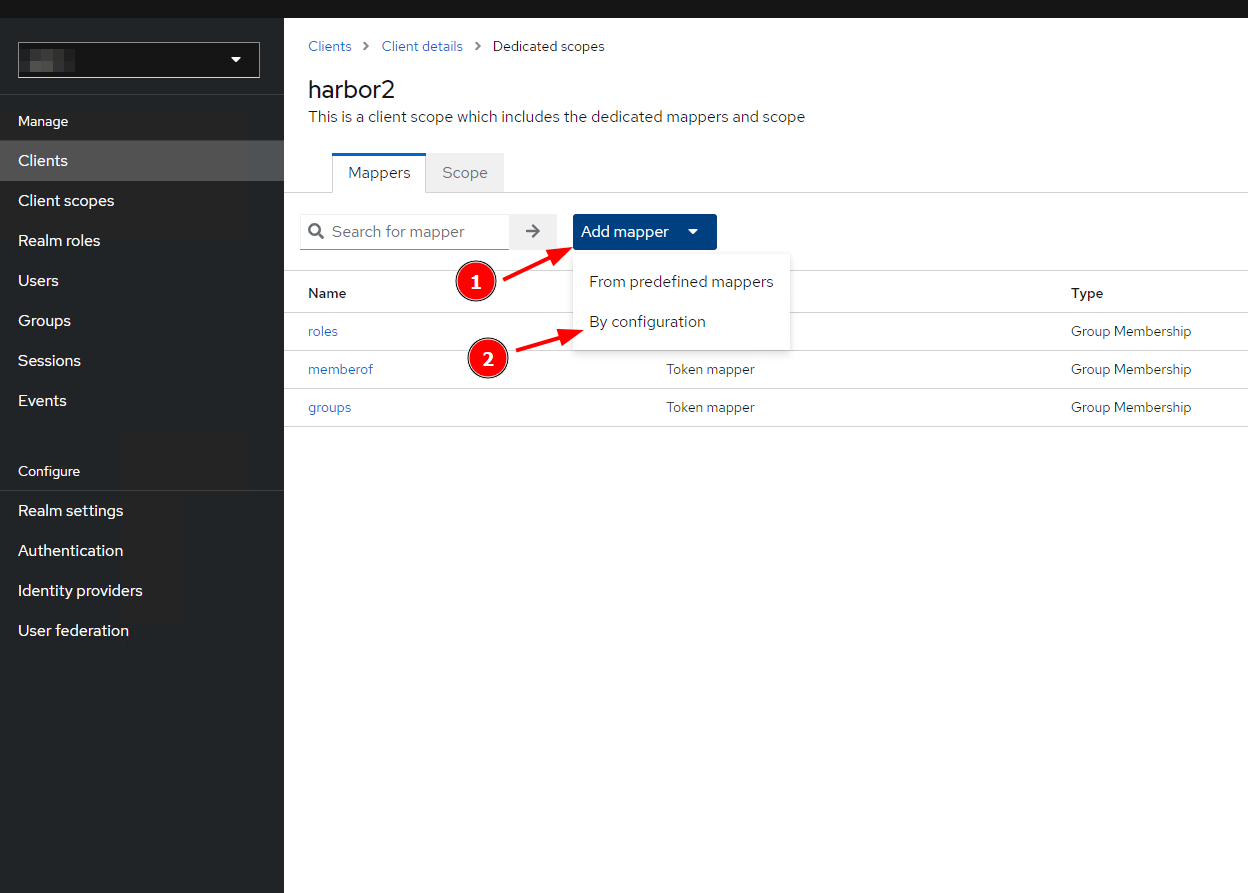 Clients > Client details > Dedicated scopes
harbor2
This is a client scope which includes the dedicated mappers and scope
Manage
Clients
Client scopes
Realm roles
Users
Groups
Sessions
Events
Configure
Realm settings
Authentication
Identity providers
User federation
Mappers Scope
Search for mapper Add mapper
1
From predefined mappers
By configuration
2
Name Type
roles Group Membership
memberof Token mapper Group Membership
groups Token mapper Group Membership